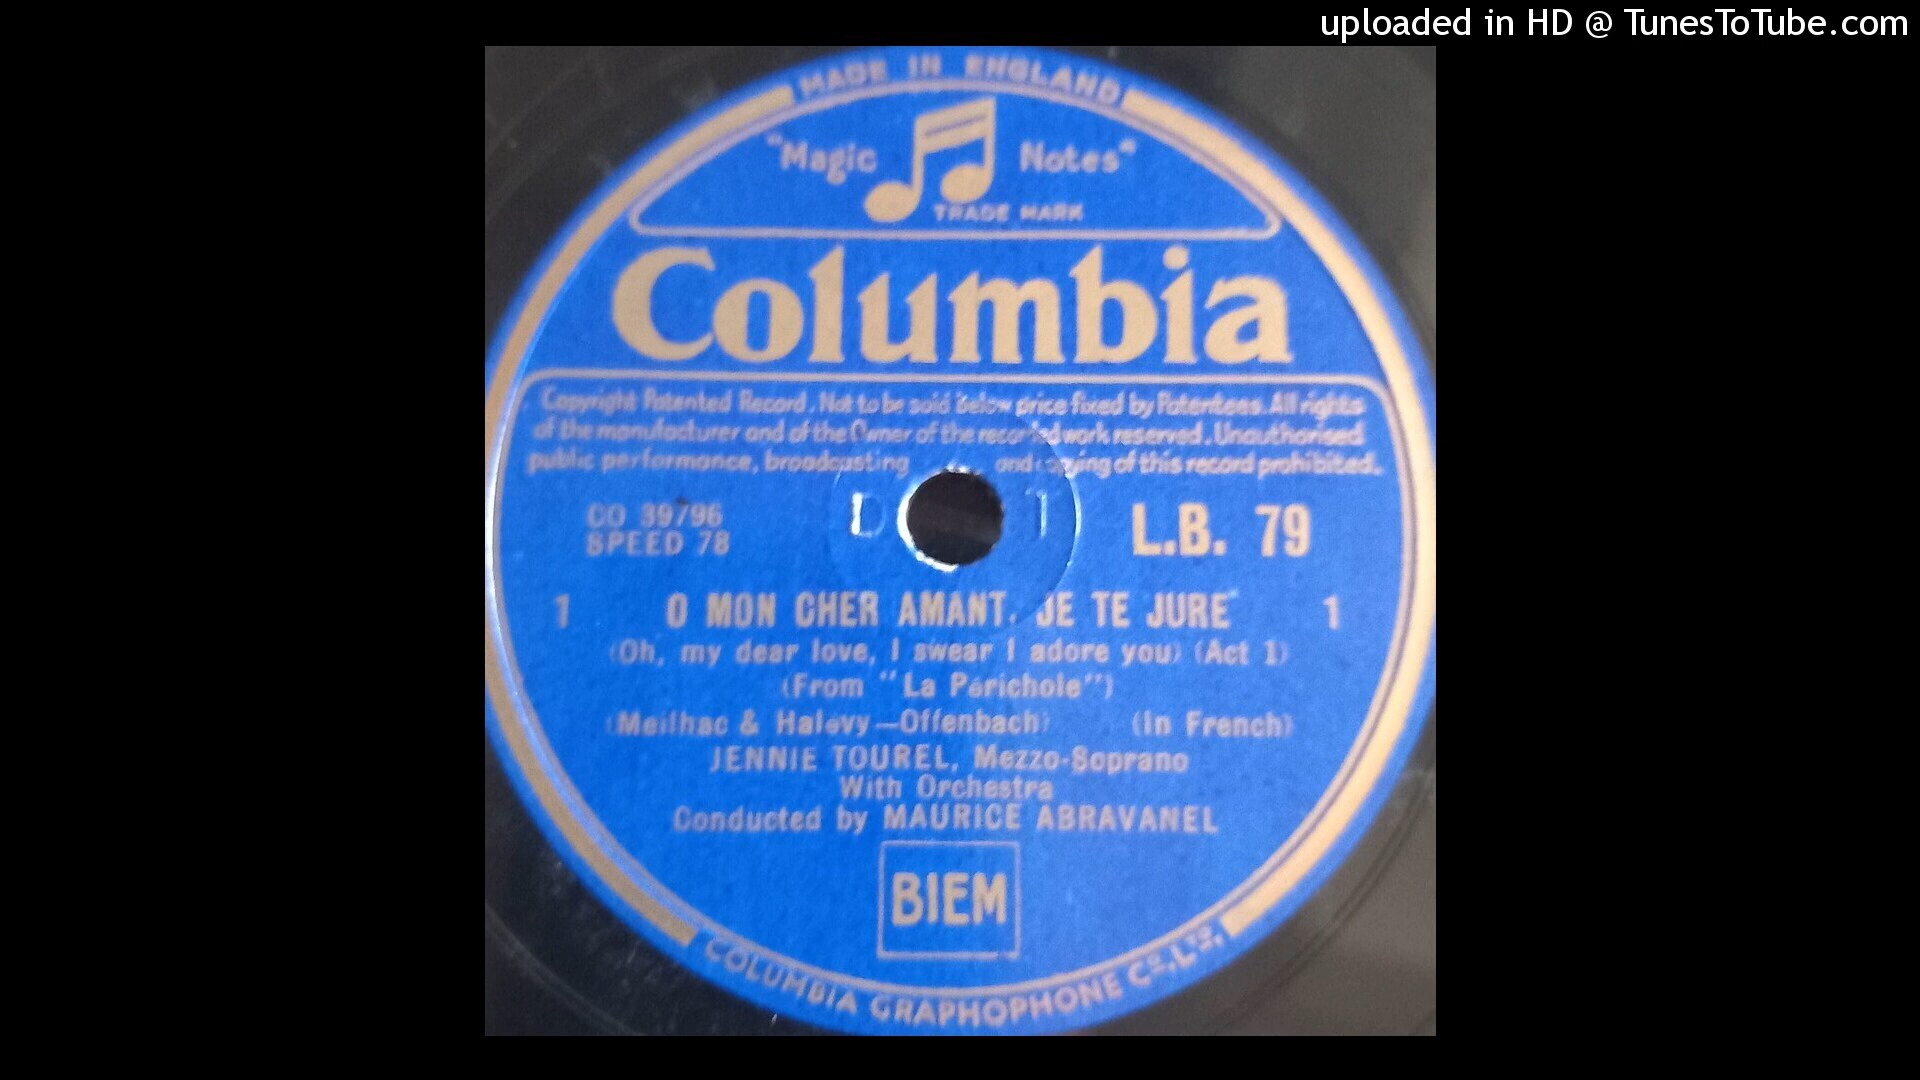 uploaded in HD @ TunesToTube.com
MADE IN ENGLAND
"Magic Notes"
TRADE MARK
Columbia
Copyright Patented Record. Not to be sold below price fixed by Patentees. All rights
of the manufacturer and of the Owner of the recorded work reserved. Unauthorised
public performance, broadcasting and copying of this record prohibited.
CO 39796
SPEED 78
L.B. 79
1 O MON CHER AMANT, JE TE JURE 1
(Oh, my dear love, I swear I adore you) (Act 1)
(From "La Périchole")
(Meilhac & Halevy—Offenbach) (In French)
JENNIE TOUREL, Mezzo-Soprano
With Orchestra
Conducted by MAURICE ABRAVANEL
BIEM
COLUMBIA GRAPHOPHONE Co., LTD.